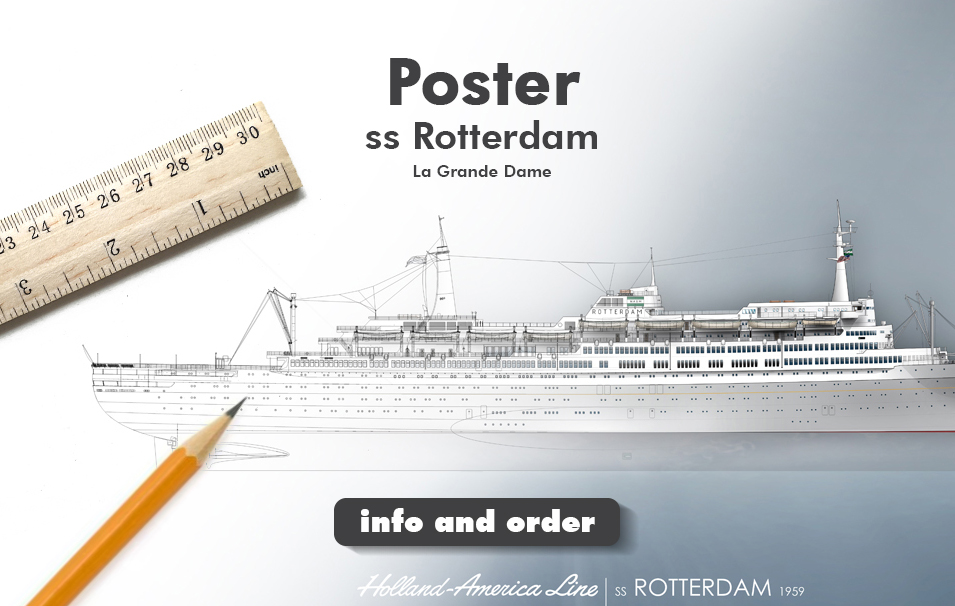 Poster
ss Rotterdam
La Grande Dame
23 24 25 26 27 28 29 30
inch
3 2 1
ROTTERDAM
info and order
Holland-America Line | ss ROTTERDAM 1959